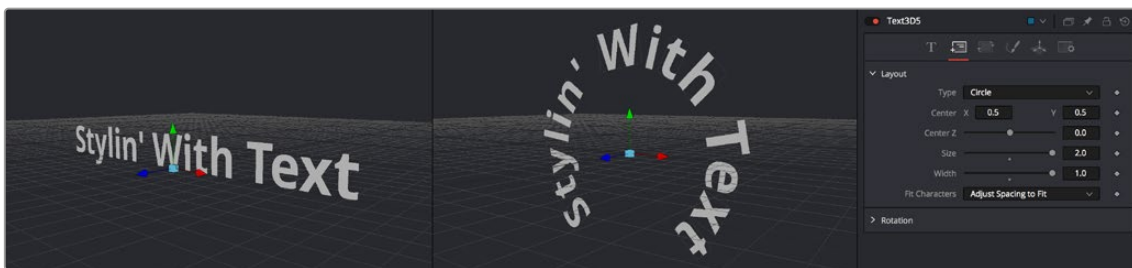 Stylin' With Text
Stylin' With Text
Text3D5
T
Layout
Type Circle
Center X 0.5 Y 0.5
Center Z 0.0
Size 2.0
Width 1.0
Fit Characters Adjust Spacing to Fit
Rotation